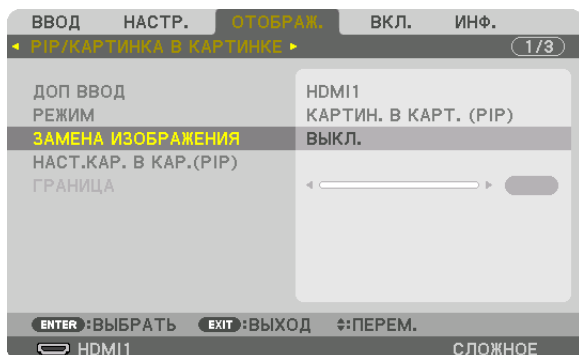 ВВОД НАСТР. ОТОБРАЖ. ВКЛ. ИНФ.
PIP/КАРТИНКА В КАРТИНКЕ 1/3
ДОП ВВОД HDMI1
РЕЖИМ КАРТИН. В КАРТ. (PIP)
ЗАМЕНА ИЗОБРАЖЕНИЯ ВЫКЛ.
НАСТ.КАР. В КАР.(PIP)
ГРАНИЦА
ENTER:ВЫБРАТЬ EXIT:ВЫХОД :ПЕРЕМ.
HDMI1 СЛОЖНОЕ